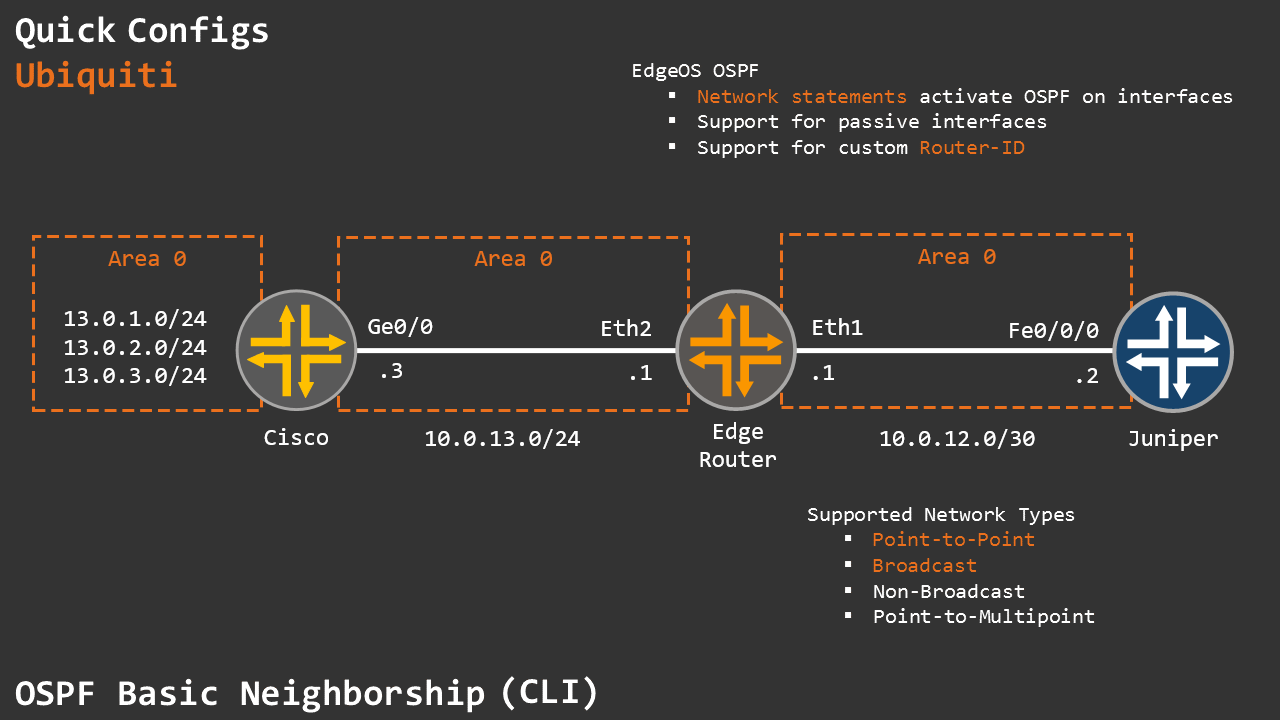 Quick Configs
Ubiquiti
EdgeOS OSPF
▪ Network statements activate OSPF on interfaces
▪ Support for passive interfaces
▪ Support for custom Router-ID
Area 0
Area 0
Area 0
13.0.1.0/24
13.0.2.0/24
13.0.3.0/24
Ge0/0
Eth2
Eth1
Fe0/0/0
.3
.1
.1
.2
Cisco
10.0.13.0/24
Edge
Router
10.0.12.0/30
Juniper
Supported Network Types
▪ Point-to-Point
▪ Broadcast
▪ Non-Broadcast
▪ Point-to-Multipoint
OSPF Basic Neighborship (CLI)